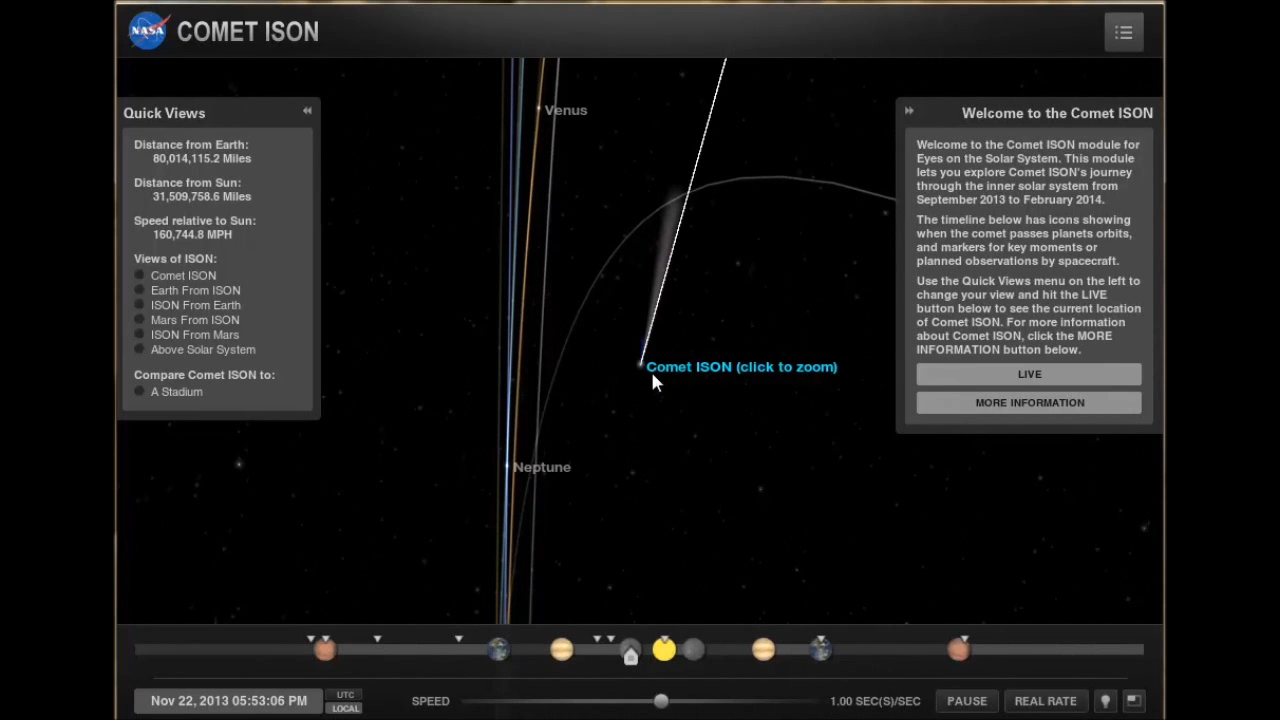 NASA
COMET ISON
Quick Views
Distance from Earth:
80,014,115.2 Miles
Distance from Sun:
31,509,758.6 Miles
Speed relative to Sun:
160,744.8 MPH
Views of ISON:
Comet ISON
Earth From ISON
ISON From Earth
Mars From ISON
ISON From Mars
Above Solar System
Compare Comet ISON to:
A Stadium
Venus
Comet ISON (click to zoom)
Neptune
Welcome to the Comet ISON
Welcome to the Comet ISON module for
Eyes on the Solar System. This module
lets you explore Comet ISON's journey
through the inner solar system from
September 2013 to February 2014.
The timeline below has icons showing
when the comet passes planets orbits,
and markers for key moments or
planned observations by spacecraft.
Use the Quick Views menu on the left to
change your view and hit the LIVE
button below to see the current location
of Comet ISON. For more information
about Comet ISON, click the MORE
INFORMATION button below.
LIVE
MORE INFORMATION
Nov 22, 2013 05:53:06 PM
UTC
LOCAL
SPEED
1.00 SEC(S)/SEC
PAUSE
REAL RATE